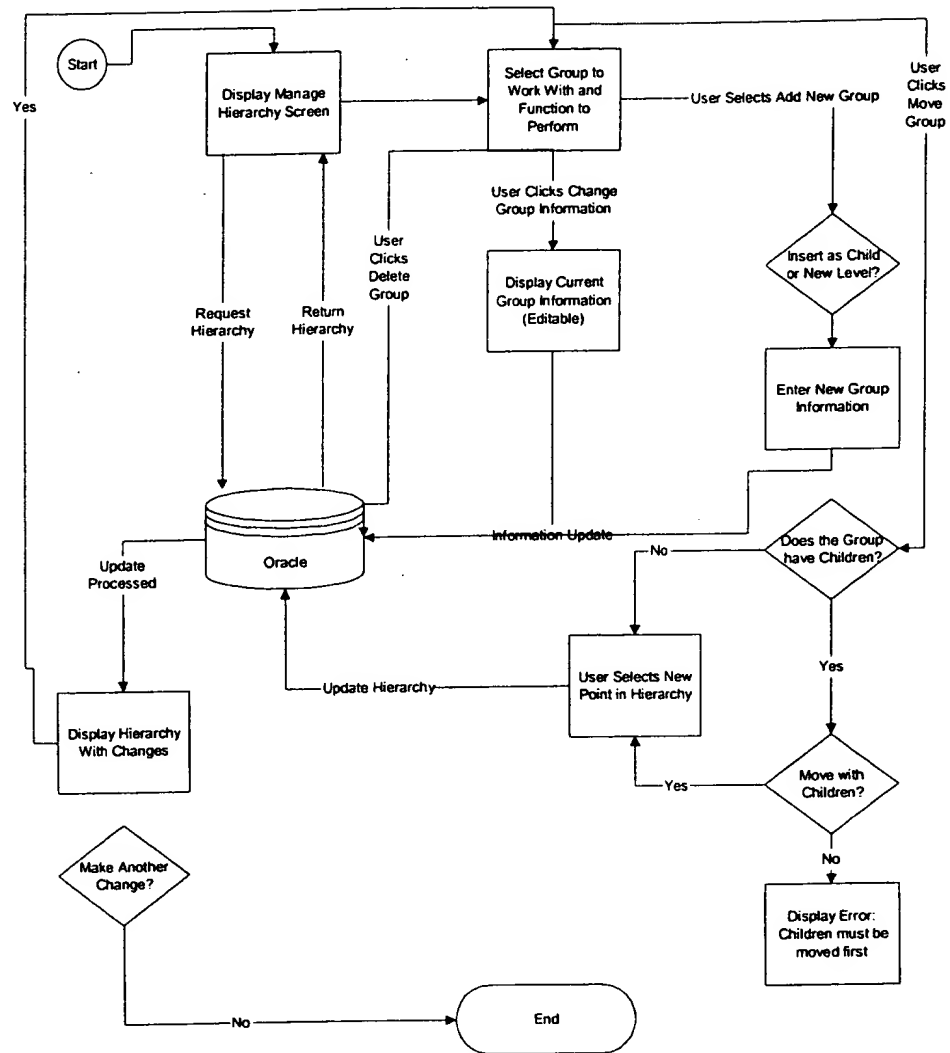 Start
Display Manage
Hierarchy Screen
Select Group to
Work With and
Function to
Perform
User Selects Add New Group
User
Clicks
Move
Group
Yes
User Clicks Change
Group Information
User
Clicks
Delete
Group
Insert as Child
or New Level?
Display Current
Group Information
(Editable)
Request
Hierarchy
Return
Hierarchy
Enter New Group
Information
Information Update
Oracle
Does the Group
have Children?
No
Update
Processed
Yes
User Selects New
Point in Hierarchy
Update Hierarchy
Display Hierarchy
With Changes
Move with
Children?
Yes
No
Make Another
Change?
Display Error:
Children must be
moved first
No
End